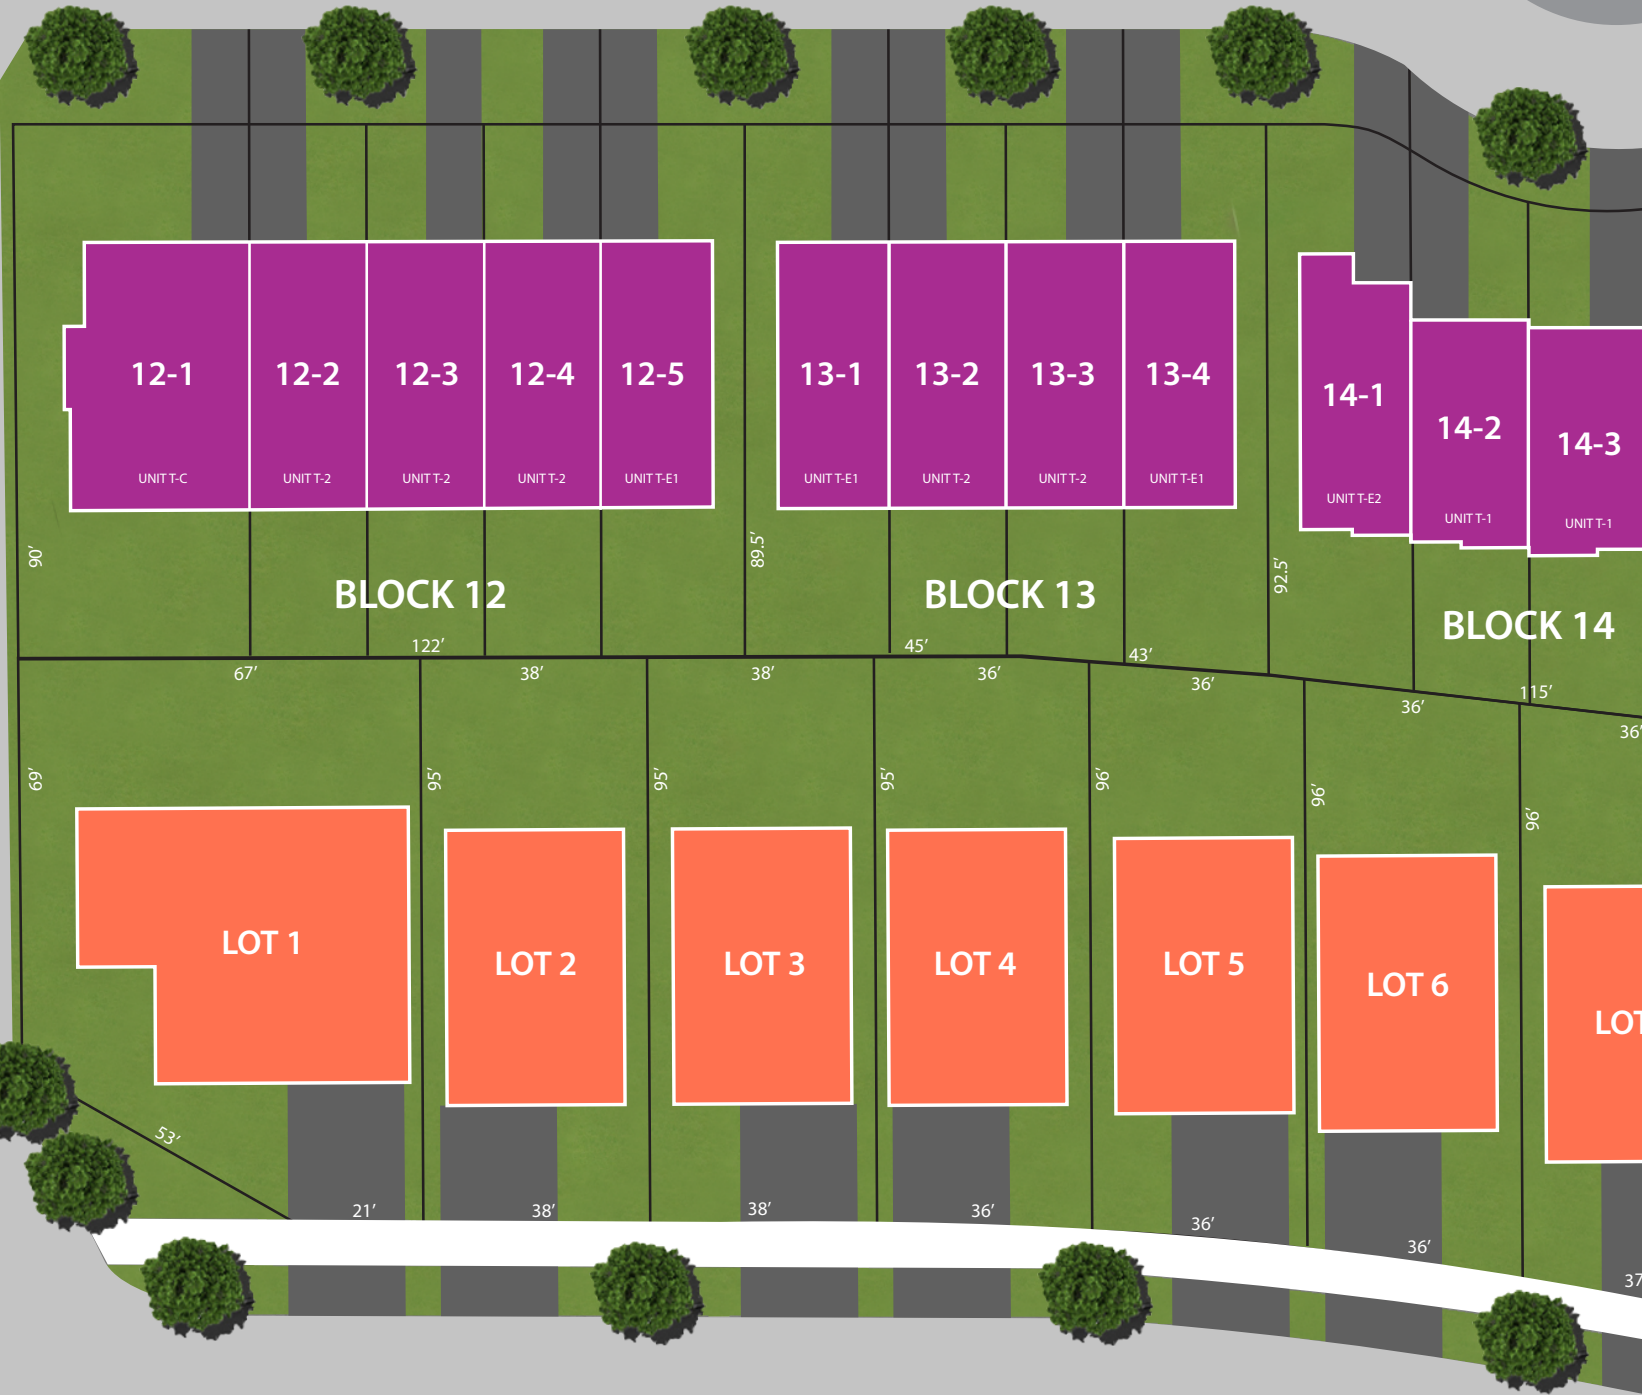 12-1
12-2
12-3
12-4
12-5
13-1
13-2
13-3
13-4
14-1
14-2
14-3
UNIT T-C
UNIT T-2
UNIT T-2
UNIT T-2
UNIT T-E1
UNIT T-E1
UNIT T-2
UNIT T-2
UNIT T-E1
UNIT T-E2
UNIT T-1
UNIT T-1
90′
89.5′
92.5′
BLOCK 12
BLOCK 13
BLOCK 14
122′
45′
43′
115′
67′
38′
38′
36′
36′
36′
36′
69′
95′
95′
95′
96′
96′
96′
LOT 1
LOT 2
LOT 3
LOT 4
LOT 5
LOT 6
LOT
53′
21′
38′
38′
36′
36′
36′
37